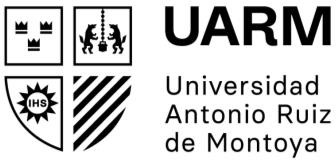 UARM
IHS
Universidad
Antonio Ruiz
de Montoya